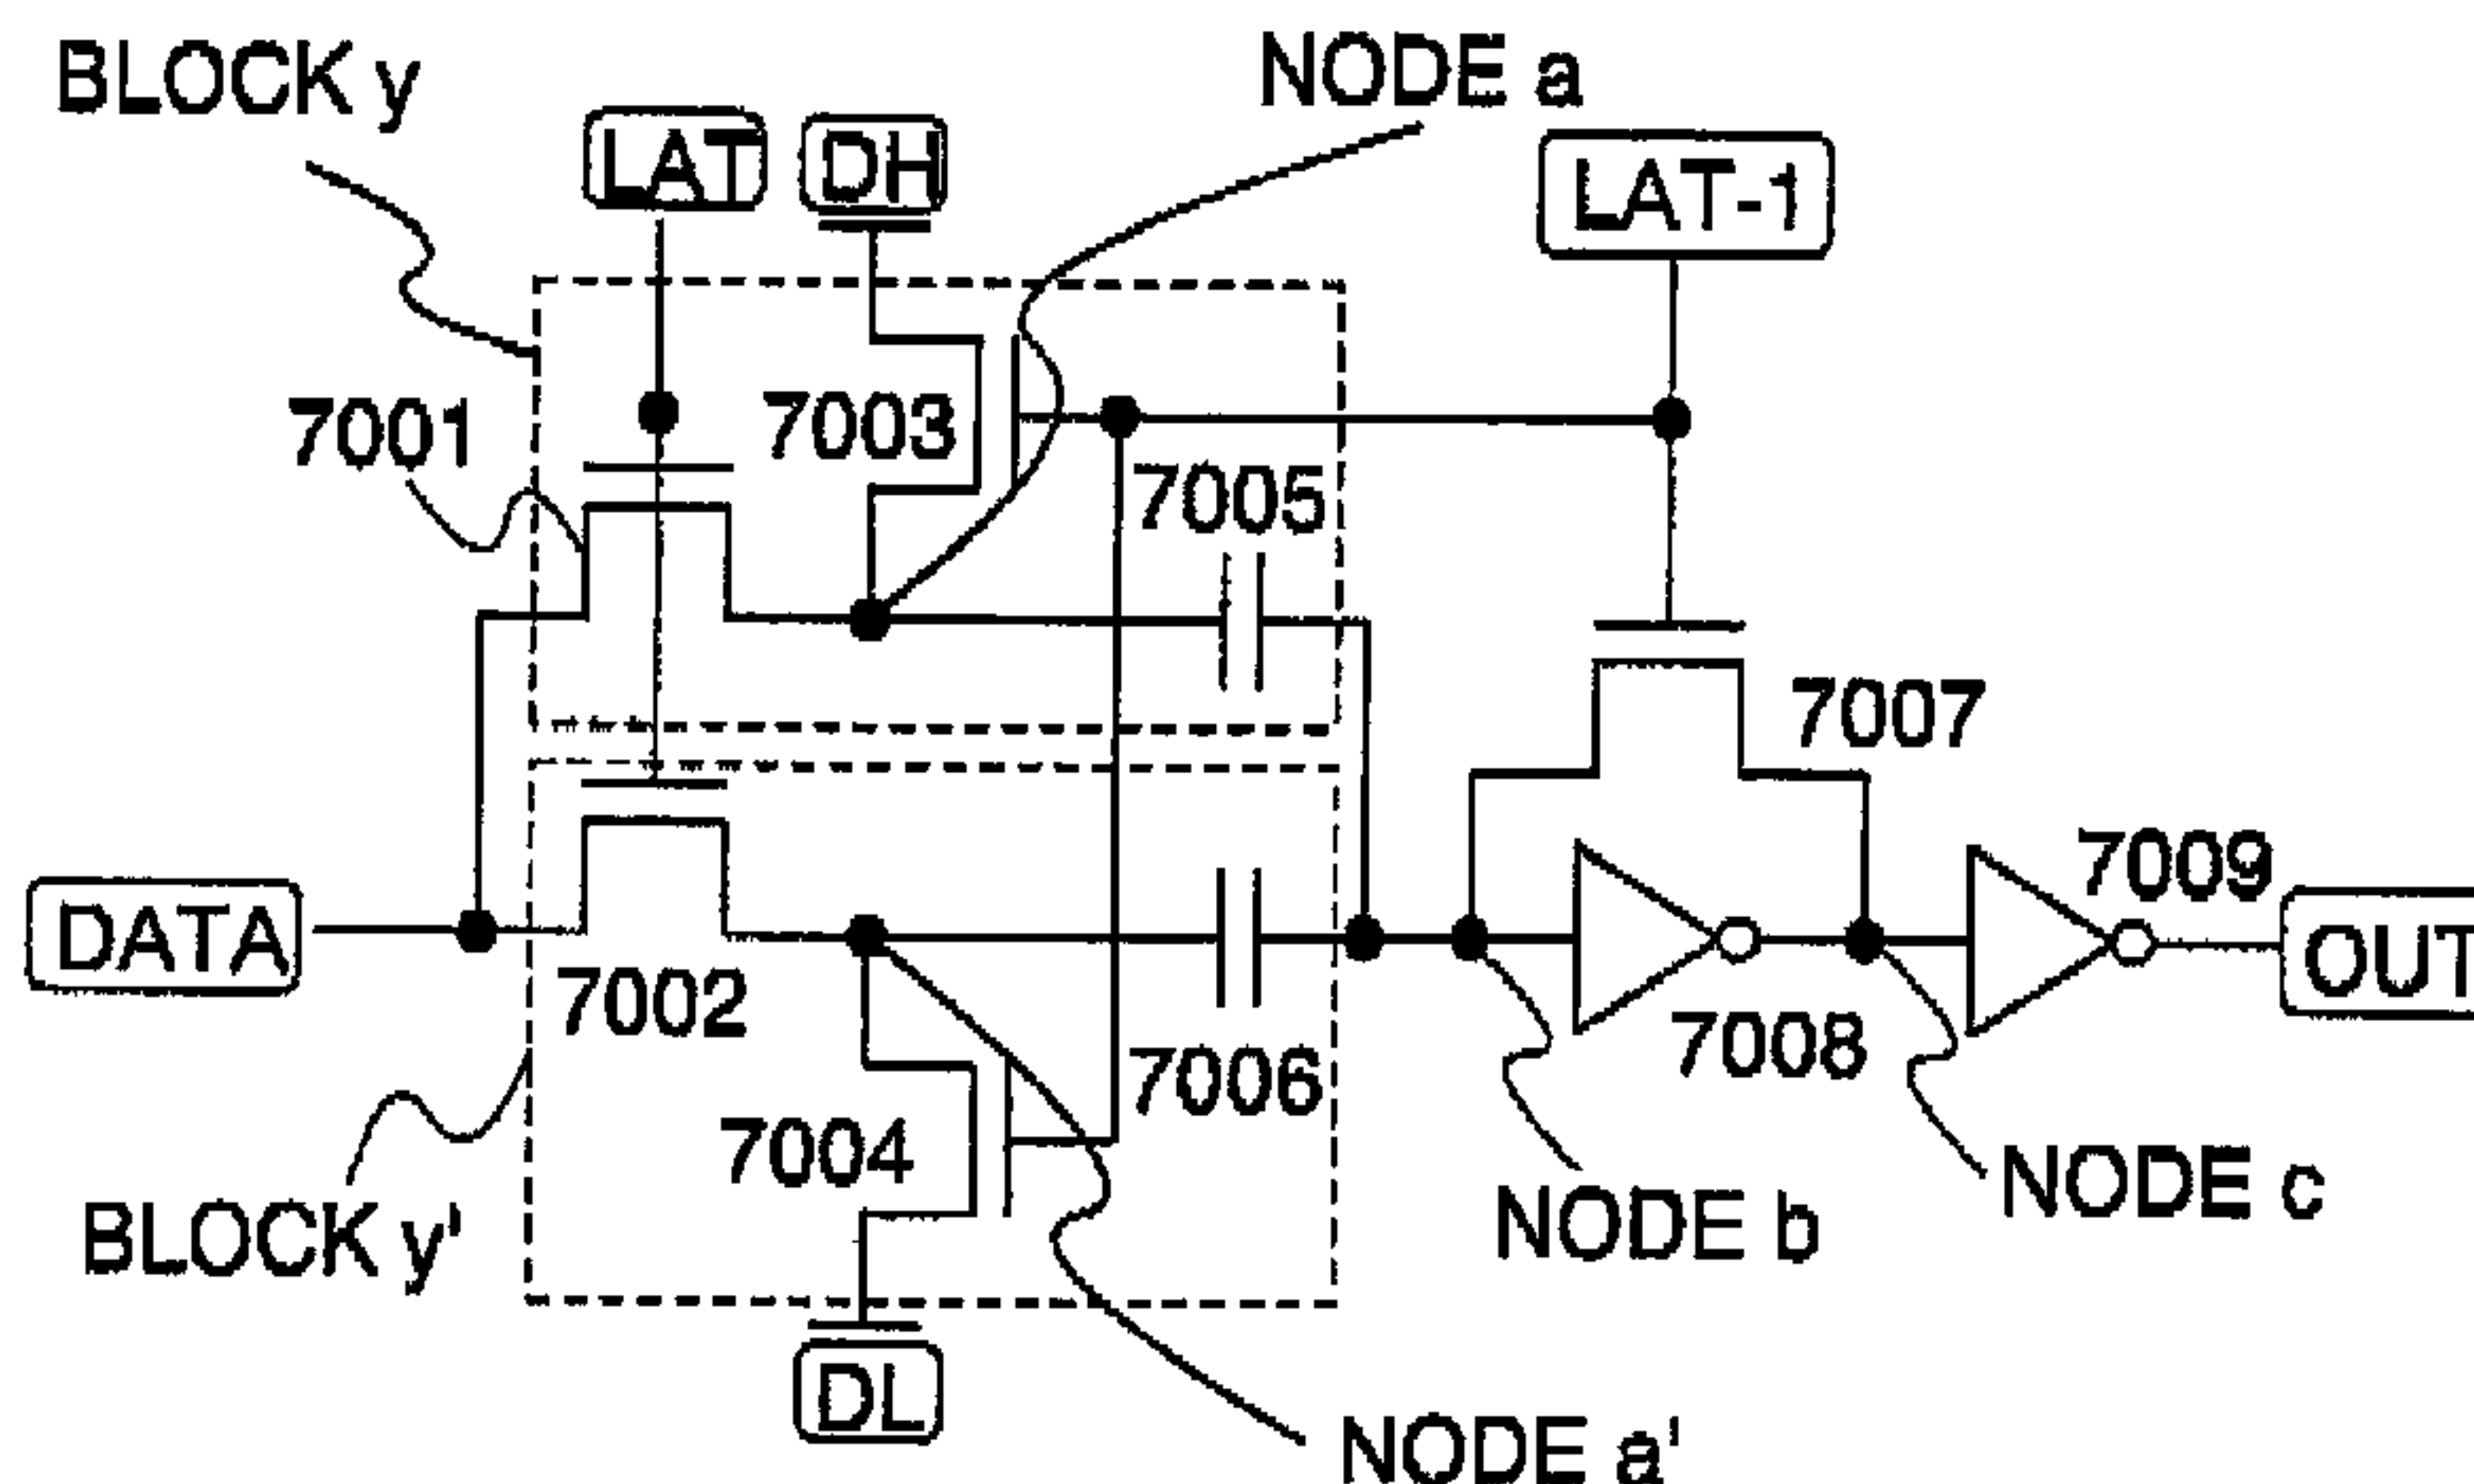 BLOCK y
NODE a
LAT
DH
LAT-1
7001
7003
7005
7007
DATA
7002
7009
OUT
7008
7006
7004
BLOCK y'
NODE b
NODE c
DL
NODE a'